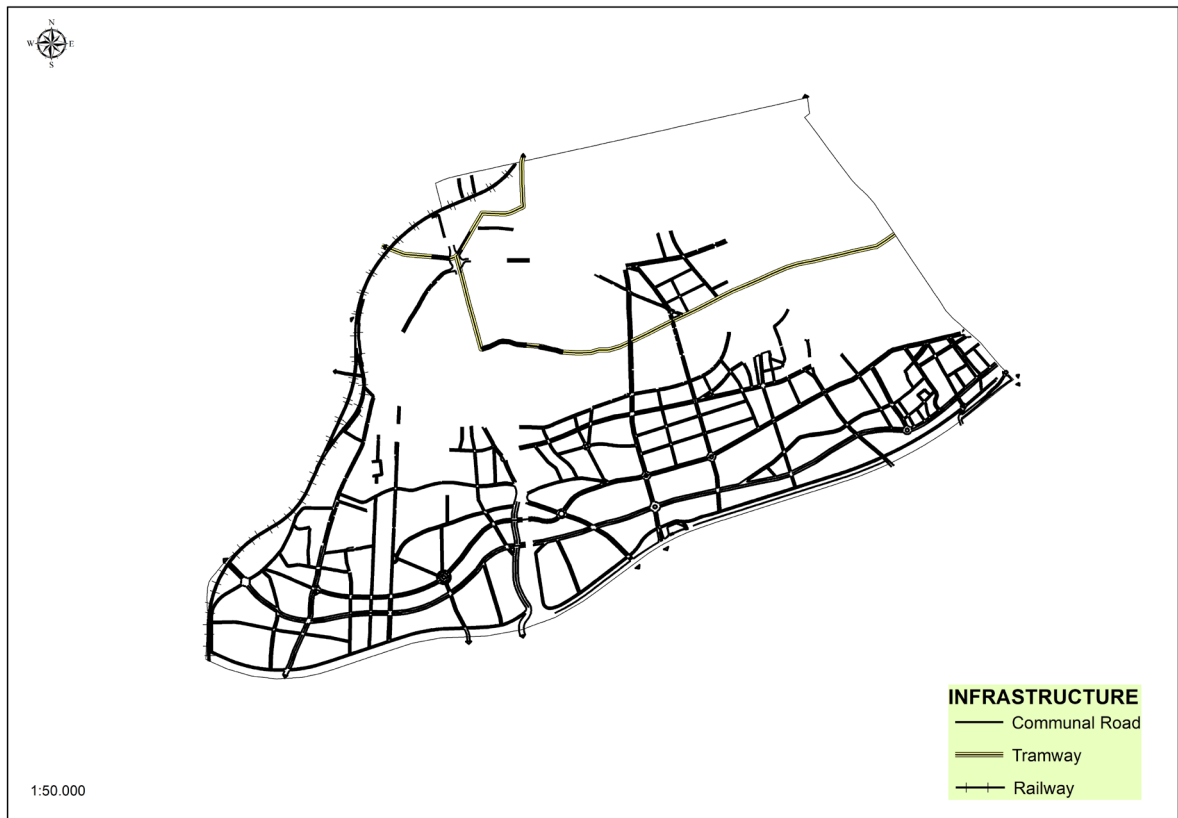 N
W E
S
INFRASTRUCTURE
Communal Road
Tramway
Railway
1:50.000